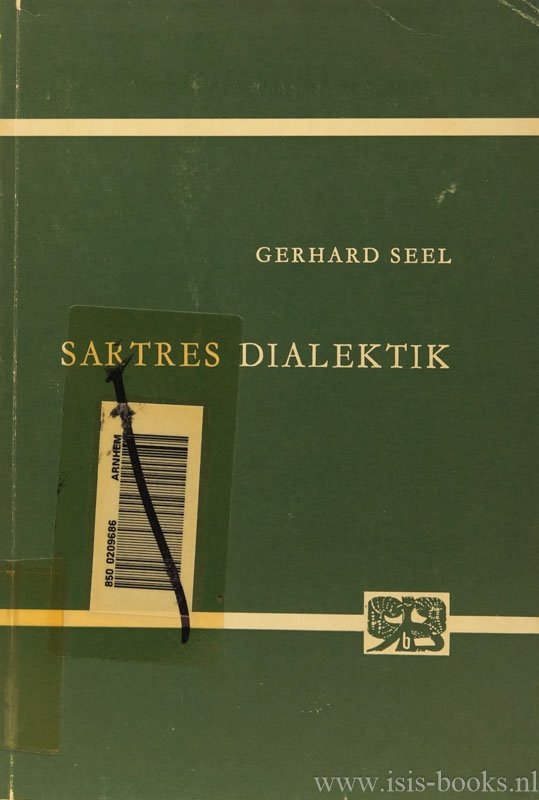 GERHARD SEEL
SARTRES DIALEKTIK
ARNHEM
850 0209686
b
www.isis-books.nl